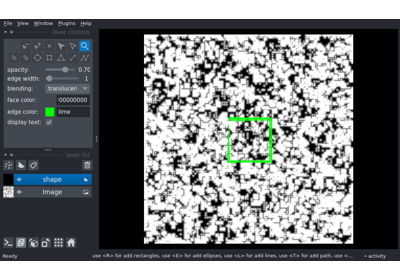 File View Window Plugins Help
layer controls
opacity: 0.70
edge width: 1
blending: translucen
face color: 00000000
edge color: lime
display text:
layer list
shape
Image
Ready
use <R> for add rectangles, use <E> for add ellipses, use <L> for add lines, use <T> for add path, use <...
activity